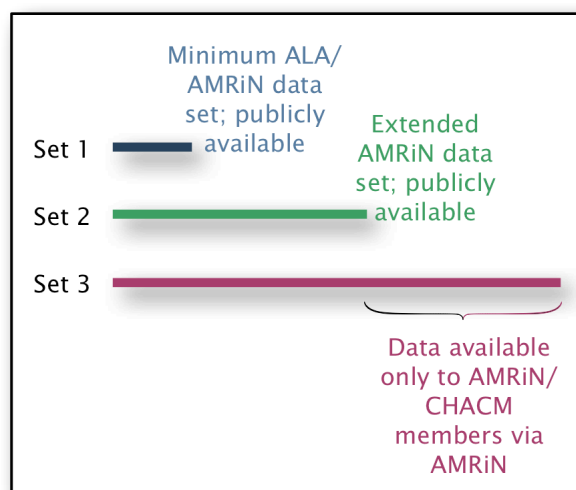 Minimum ALA/
AMRiN data
set; publicly
available
Set 1
Extended
AMRiN data
set; publicly
available
Set 2
Set 3
Data available
only to AMRiN/
CHACM
members via
AMRiN